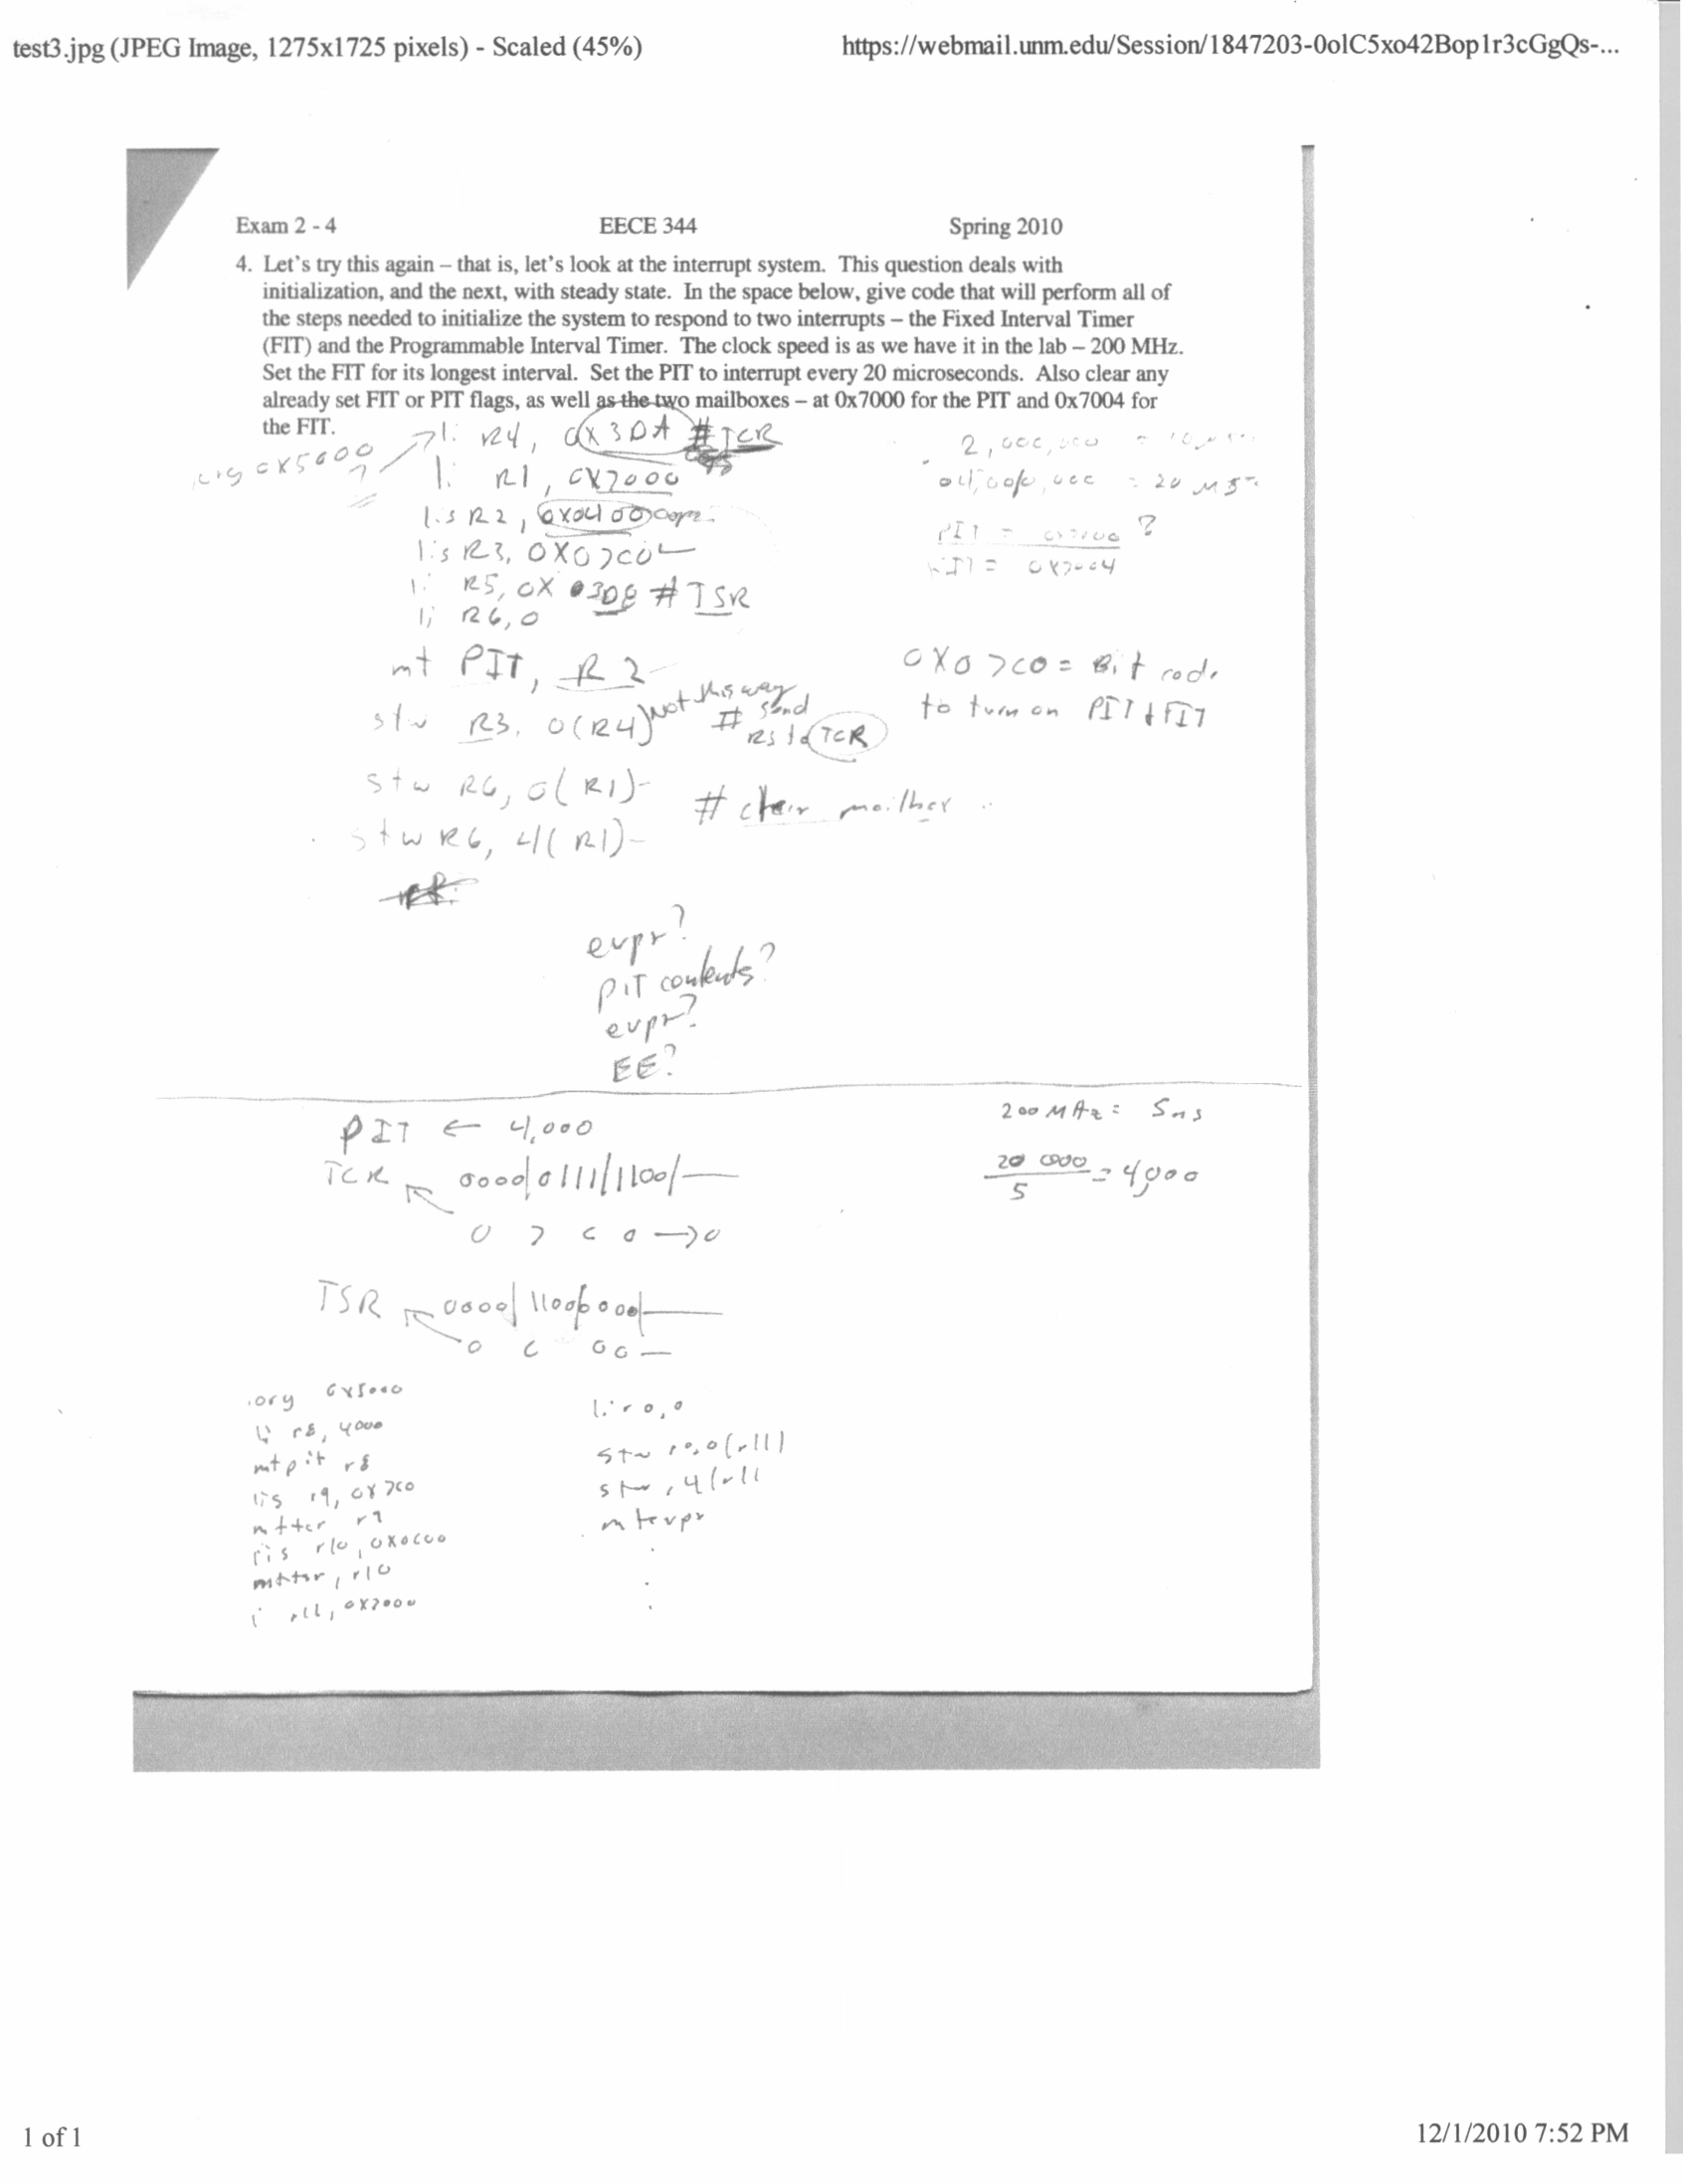 test3.jpg (JPEG Image, 1275x1725 pixels) - Scaled (45%)
https://webmail.unm.edu/Session/1847203-0olC5xo42Bop1r3cGgQs-...
Exam 2 - 4 EECE 344 Spring 2010
4. Let's try this again – that is, let's look at the interrupt system. This question deals with
initialization, and the next, with steady state. In the space below, give code that will perform all of
the steps needed to initialize the system to respond to two interrupts – the Fixed Interval Timer
(FIT) and the Programmable Interval Timer. The clock speed is as we have it in the lab – 200 MHz.
Set the FIT for its longest interval. Set the PIT to interrupt every 20 microseconds. Also clear any
already set FIT or PIT flags, as well as the two mailboxes – at 0x7000 for the PIT and 0x7004 for
the FIT.
.org 0x5000
li R4, 0x3DA #TCR
li R1, 0x7000
lis R2, 0x0400
lis R3, 0x07C0
li R5, 0x 03D8 # TSR
li R6, 0
mt PIT, R2
stw R3, 0(R4) Not this way # send
R3 to TCR
stw R6, 0(R1)
# clear mailbox
stw R6, 4(R1)
2,000,000 =
= 20
PIT = 0x7000 ?
FIT = 0x7004
0X07C0 = Bit code
to turn on PIT & FIT
evpr?
PIT contents?
evpr?
EE?
PIT ← 4,000
TCR 0000|0111|1100|
0 7 C 0 → 0
TSR 0000|1100|0000|
0 C 0 0
200 MHz = 5ns
20 000 / 5 = 4,000
.org 0x5000
li r8, 4000
mtpit r8
lis r9, 0x7c0
mttcr r9
lis r10, 0x0c00
mttsr, r10
li r11, 0x7000
li r0, 0
stw r0, 0(r11)
stw , 4(r11
mtevpr
.
.
.
1 of 1
12/1/2010 7:52 PM